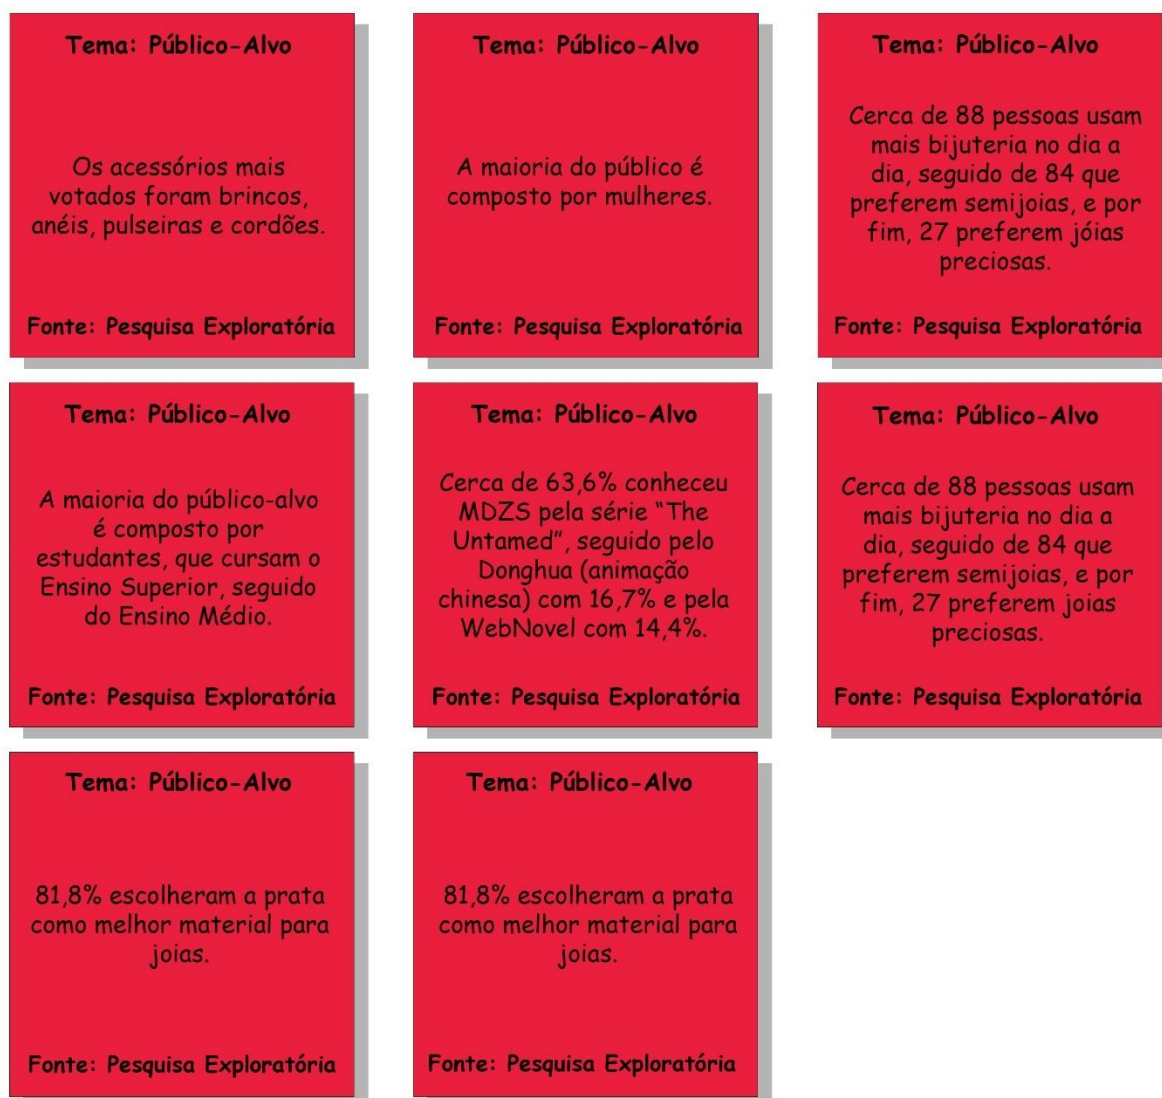 Tema: Público-Alvo
Os acessórios mais
votados foram brincos,
anéis, pulseiras e cordões.
Fonte: Pesquisa Exploratória
Tema: Público-Alvo
A maioria do público é
composto por mulheres.
Fonte: Pesquisa Exploratória
Tema: Público-Alvo
Cerca de 88 pessoas usam
mais bijuteria no dia a
dia, seguido de 84 que
preferem semijoias, e por
fim, 27 preferem jóias
preciosas.
Fonte: Pesquisa Exploratória
Tema: Público-Alvo
A maioria do público-alvo
é composto por
estudantes, que cursam o
Ensino Superior, seguido
do Ensino Médio.
Fonte: Pesquisa Exploratória
Tema: Público-Alvo
Cerca de 63,6% conheceu
MDZS pela série “The
Untamed”, seguido pelo
Donghua (animação
chinesa) com 16,7% e pela
WebNovel com 14,4%.
Fonte: Pesquisa Exploratória
Tema: Público-Alvo
Cerca de 88 pessoas usam
mais bijuteria no dia a
dia, seguido de 84 que
preferem semijoias, e por
fim, 27 preferem joias
preciosas.
Fonte: Pesquisa Exploratória
Tema: Público-Alvo
81,8% escolheram a prata
como melhor material para
joias.
Fonte: Pesquisa Exploratória
Tema: Público-Alvo
81,8% escolheram a prata
como melhor material para
joias.
Fonte: Pesquisa Exploratória